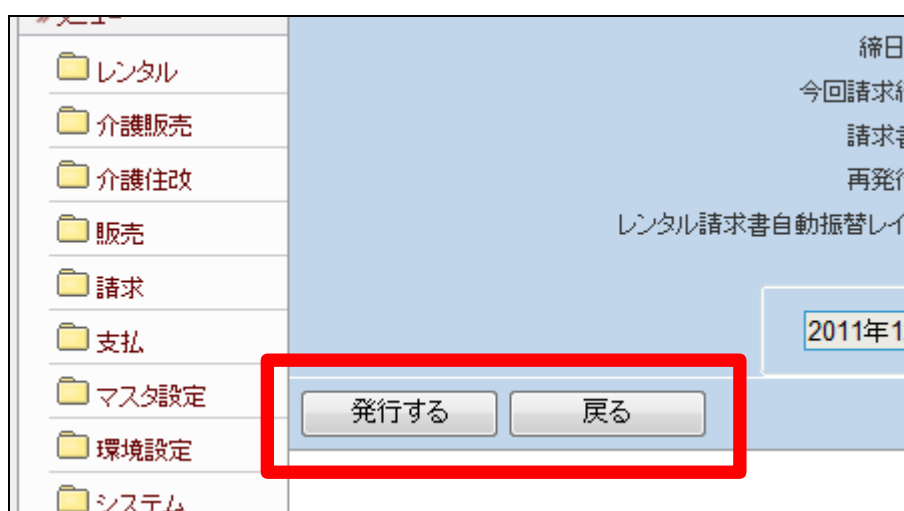 メニュー
レンタル
介護販売
介護住改
販売
請求
支払
マスタ設定
環境設定
システム
締日
今回請求
請求
再発行
レンタル請求書自動振替レイ
2011年1
発行する
戻る